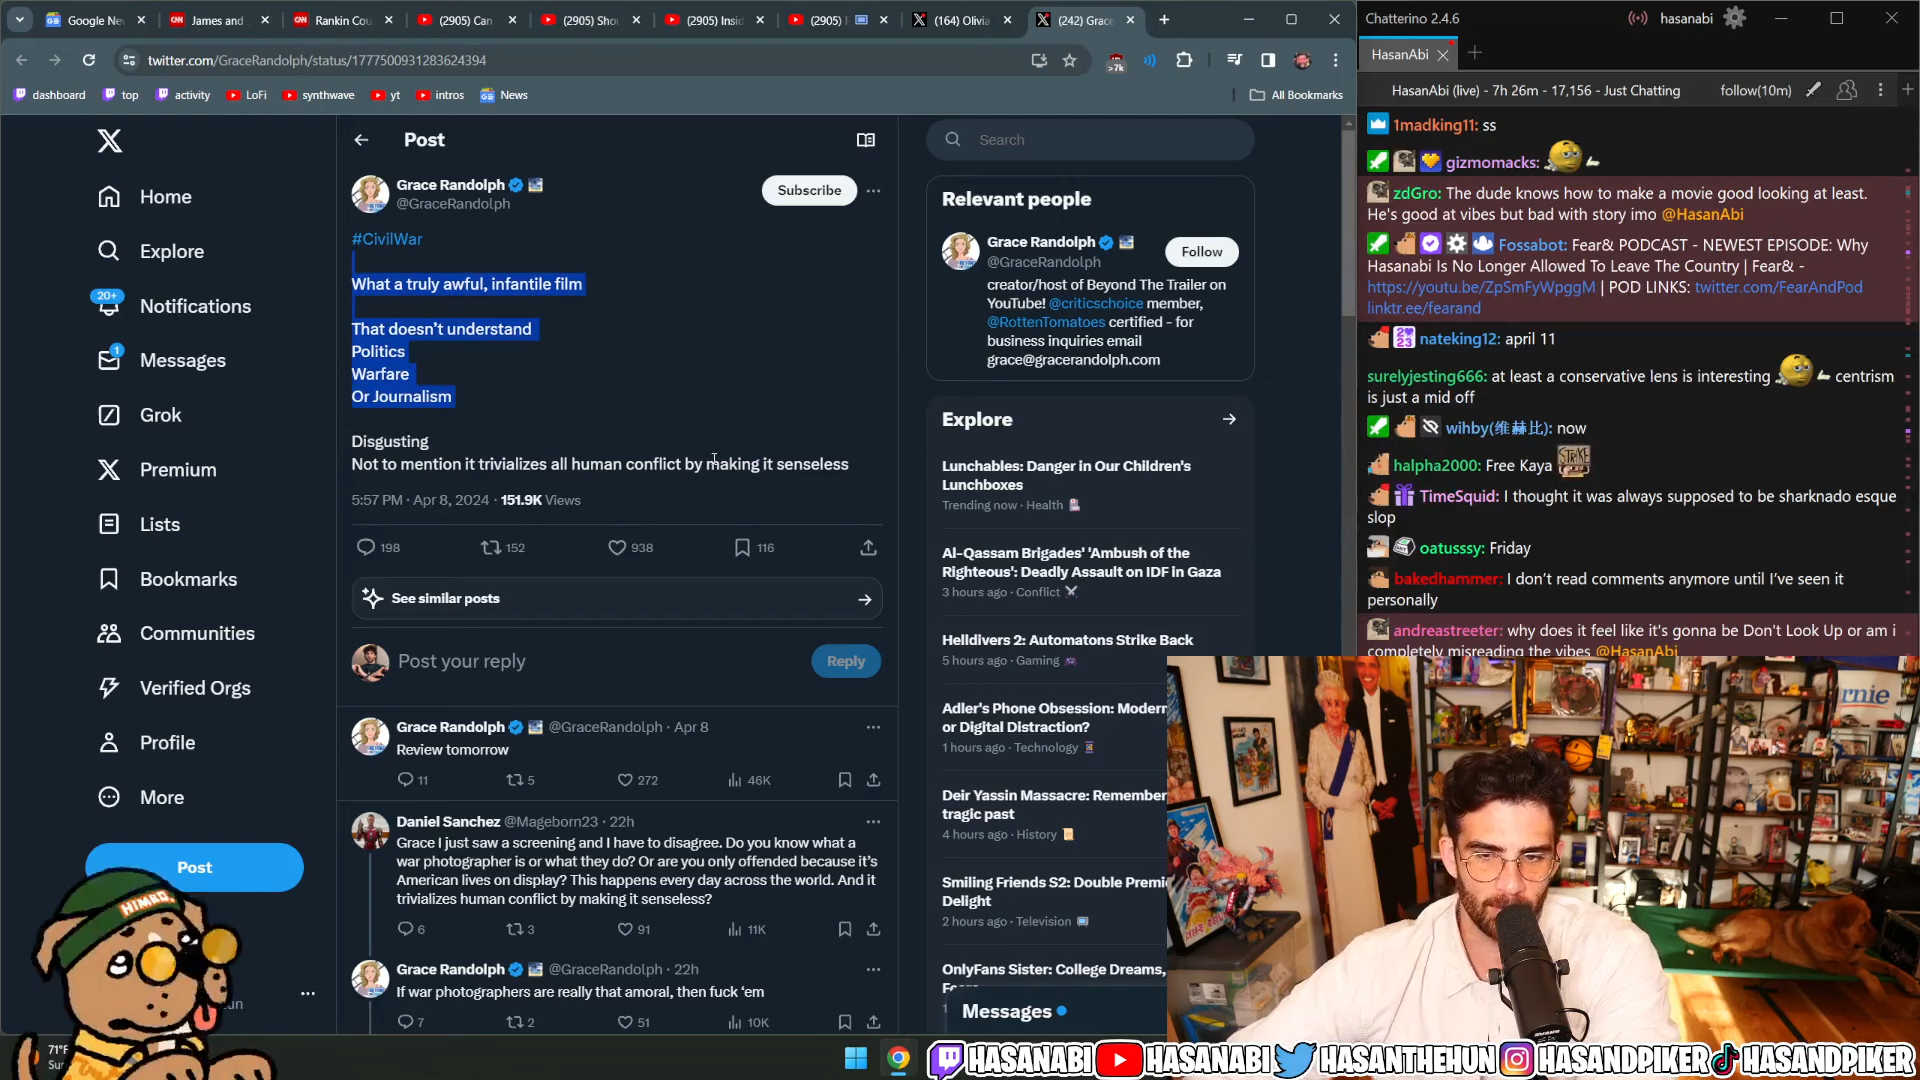 Google Nev
James and
Rankin Cou
(2905) Can
(2905) Shou
(2905) Insid
(2905)
(164) Olivia
(242) Grace
twitter.com/GraceRandolph/status/1777500931283624394
>7k
dashboard
top
activity
LoFi
synthwave
yt
intros
News
All Bookmarks
Home
Explore
20+
Notifications
1
Messages
Grok
Premium
Lists
Bookmarks
Communities
Verified Orgs
Profile
More
Post
Post
Grace Randolph
@GraceRandolph
Subscribe
#CivilWar
What a truly awful, infantile film
That doesn’t understand
Politics
Warfare
Or Journalism
Disgusting
Not to mention it trivializes all human conflict by making it senseless
5:57 PM · Apr 8, 2024 · 151.9K Views
198
152
938
116
See similar posts
Post your reply
Reply
Grace Randolph @GraceRandolph · Apr 8
Review tomorrow
11
5
272
46K
Daniel Sanchez @Mageborn23 · 22h
Grace I just saw a screening and I have to disagree. Do you know what a
war photographer is or what they do? Or are you only offended because it’s
American lives on display? This happens every day across the world. And it
trivializes human conflict by making it senseless?
6
3
91
11K
Grace Randolph @GraceRandolph · 22h
If war photographers are really that amoral, then fuck ‘em
7
2
51
10K
Search
Relevant people
Grace Randolph
@GraceRandolph
Follow
creator/host of Beyond The Trailer on
YouTube! @criticschoice member,
@RottenTomatoes certified - for
business inquiries email
grace@gracerandolph.com
Explore
Lunchables: Danger in Our Children's
Lunchboxes
Trending now · Health
Al-Qassam Brigades' 'Ambush of the
Righteous': Deadly Assault on IDF in Gaza
3 hours ago · Conflict
Helldivers 2: Automatons Strike Back
5 hours ago · Gaming
Adler's Phone Obsession: Modern
or Digital Distraction?
1 hours ago · Technology
Deir Yassin Massacre: Remember
tragic past
4 hours ago · History
Smiling Friends S2: Double Premi
Delight
2 hours ago · Television
OnlyFans Sister: College Dreams,
Messages
Chatterino 2.4.6
hasanabi
HasanAbi
HasanAbi (live) - 7h 26m - 17,156 - Just Chatting
follow(10m)
1madking11: ss
gizmomacks:
zdGro: The dude knows how to make a movie good looking at least.
He's good at vibes but bad with story imo @HasanAbi
Fossabot: Fear& PODCAST - NEWEST EPISODE: Why
Hasanabi Is No Longer Allowed To Leave The Country | Fear& -
https://youtu.be/ZpSmFyWpggM | POD LINKS: twitter.com/FearAndPod
linktr.ee/fearand
2023 nateking12: april 11
surelyjesting666: at least a conservative lens is interesting centrism
is just a mid off
wihby(维赫比): now
halpha2000: Free Kaya STRIKE
TimeSquid: I thought it was always supposed to be sharknado esque
slop
oatusssy: Friday
bakedhammer: I don’t read comments anymore until I’ve seen it
personally
andreastreeter: why does it feel like it's gonna be Don't Look Up or am i
completely misreading the vibes @HasanAbi
HIMBO
71°F
HASANABI HASANABI HASANTHEHUN HASANDPIKER HASANDPIKER